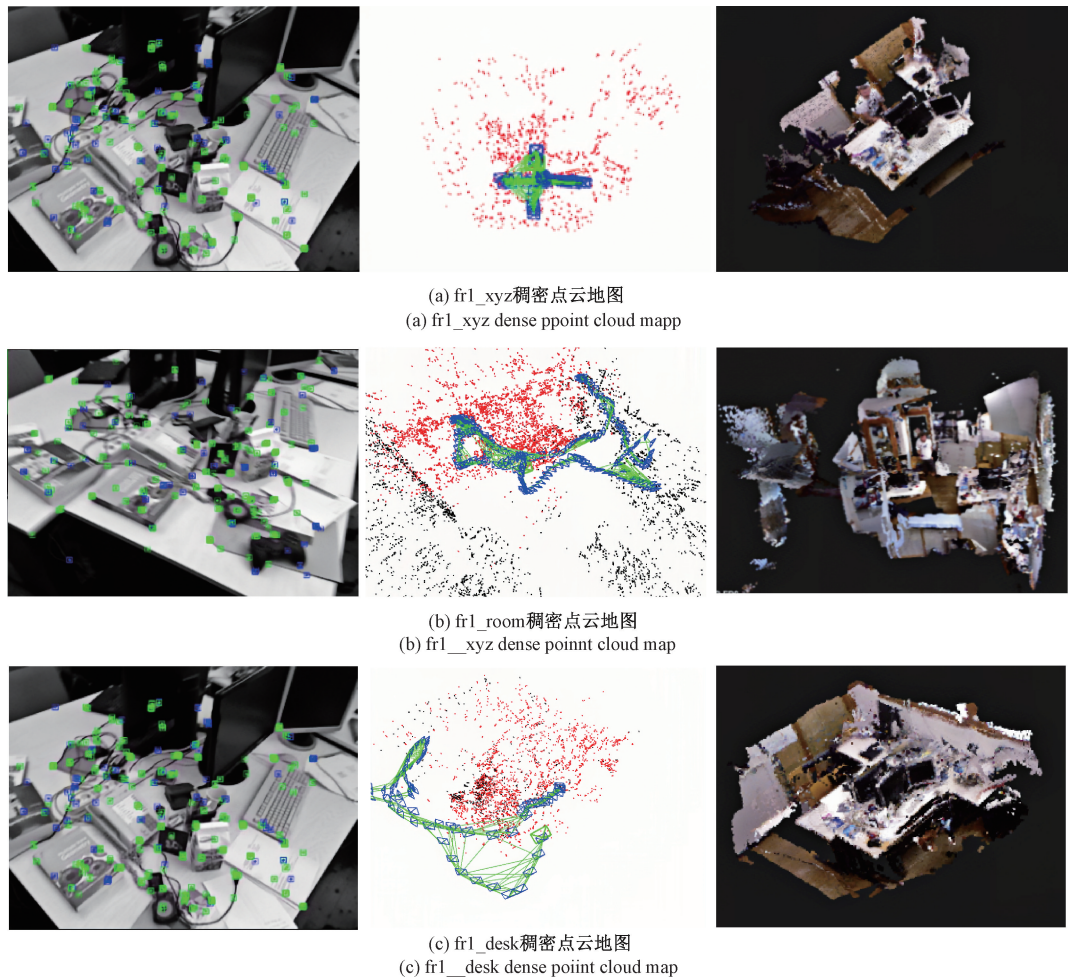 (a) fr1_xyz稠密点云地图
(a) fr1_xyz dense ppoint cloud mapp
(b) fr1_room稠密点云地图
(b) fr1__xyz dense poinnt cloud map
(c) fr1_desk稠密点云地图
(c) fr1__desk dense poiint cloud map